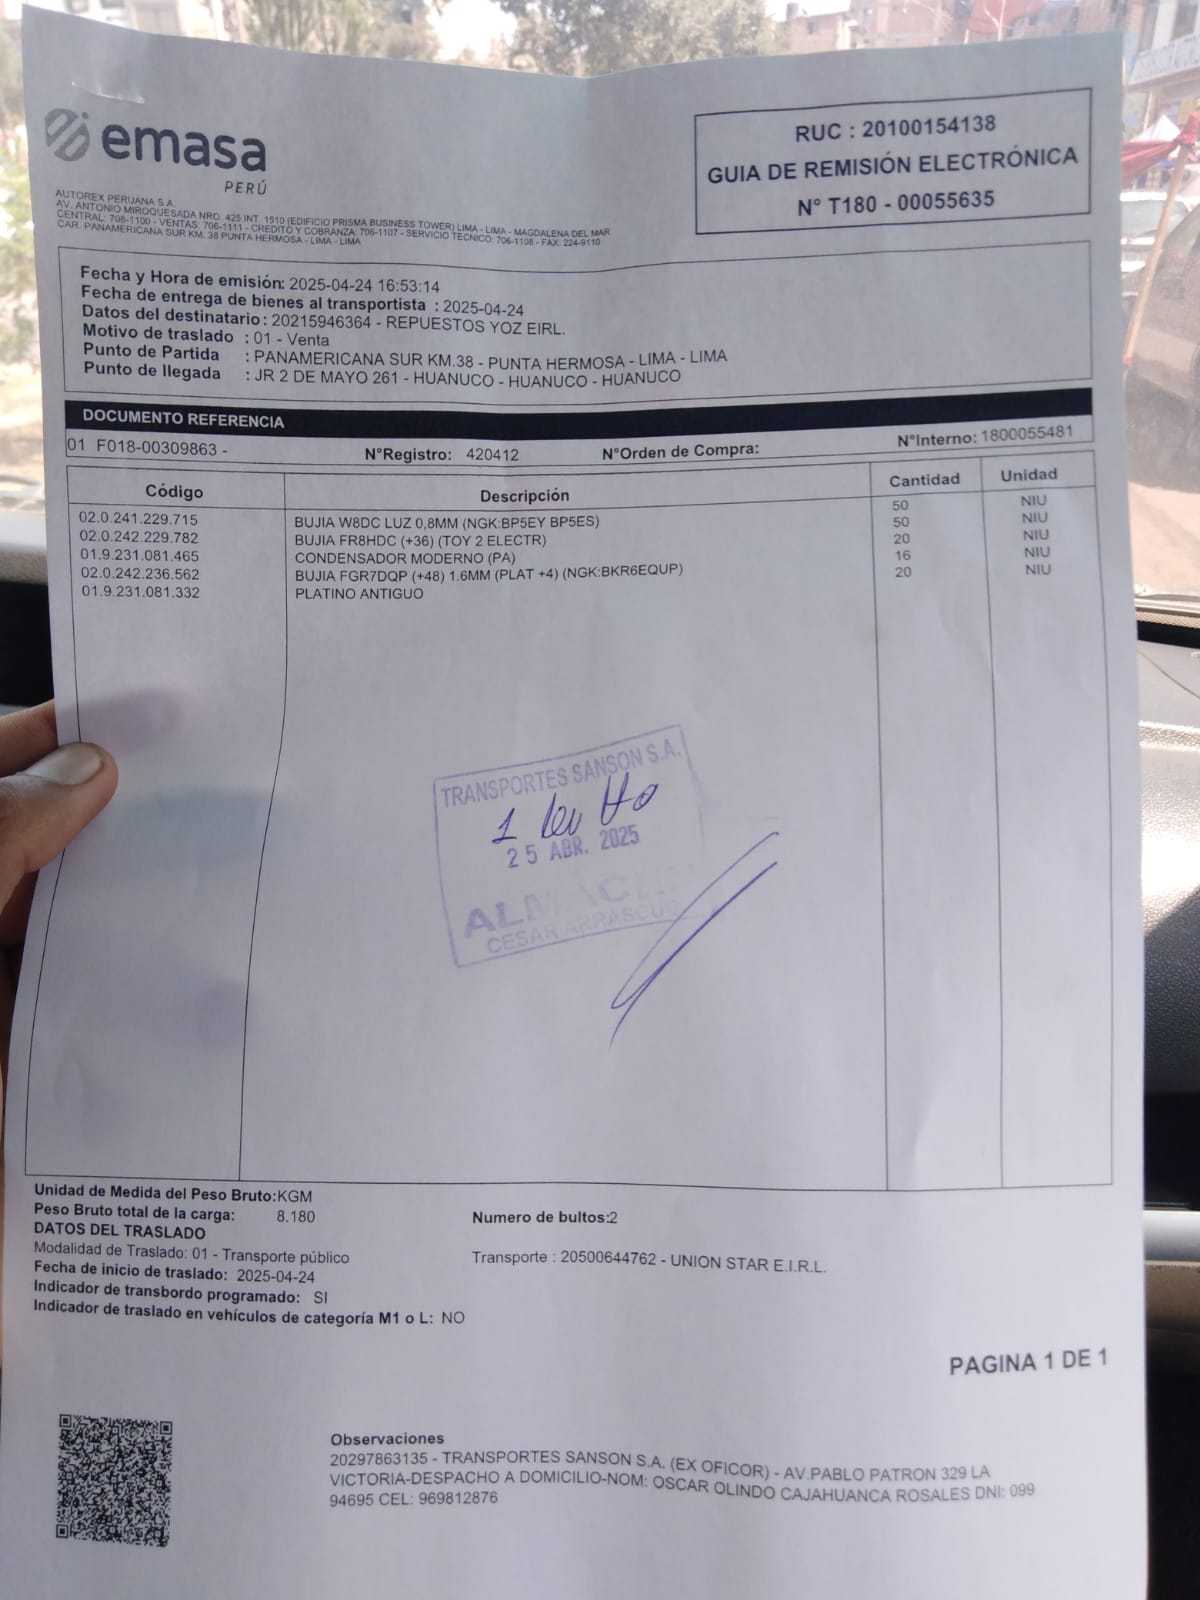 emasa
PERÚ
RUC : 20100154138
GUIA DE REMISIÓN ELECTRÓNICA
N° T180 - 00055635
AUTOREX PERUANA S.A.
AV. ANTONIO MIROQUESADA NRO. 425 INT. 1510 (EDIFICIO PRISMA BUSINESS TOWER) LIMA - LIMA - MAGDALENA DEL MAR
CENTRAL: 706-1100 - VENTAS: 706-1111 - CREDITO Y COBRANZA: 706-1107 - SERVICIO TECNICO: 706-1108 - FAX: 224-9110
CAR. PANAMERICANA SUR KM. 38 PUNTA HERMOSA - LIMA - LIMA
Fecha y Hora de emisión: 2025-04-24 16:53:14
Fecha de entrega de bienes al transportista : 2025-04-24
Datos del destinatario : 20215946364 - REPUESTOS YOZ EIRL.
Motivo de traslado : 01 - Venta
Punto de Partida : PANAMERICANA SUR KM.38 - PUNTA HERMOSA - LIMA - LIMA
Punto de llegada : JR 2 DE MAYO 261 - HUANUCO - HUANUCO - HUANUCO
DOCUMENTO REFERENCIA
01 F018-00309863 - N°Registro: 420412 N°Orden de Compra: N°Interno: 1800055481
Código Descripción Cantidad Unidad
02.0.241.229.715 BUJIA W8DC LUZ 0,8MM (NGK:BP5EY BP5ES) 50 NIU
02.0.242.229.782 BUJIA FR8HDC (+36) (TOY 2 ELECTR) 50 NIU
01.9.231.081.465 CONDENSADOR MODERNO (PA) 20 NIU
02.0.242.236.562 BUJIA FGR7DQP (+48) 1.6MM (PLAT +4) (NGK:BKR6EQUP) 16 NIU
01.9.231.081.332 PLATINO ANTIGUO 20 NIU
TRANSPORTES SANSON S.A.
1
25 ABR. 2025
ALMACEN
CESAR ARRASCUE
Unidad de Medida del Peso Bruto:KGM
Peso Bruto total de la carga: 8.180 Numero de bultos:2
DATOS DEL TRASLADO
Modalidad de Traslado: 01 - Transporte público Transporte : 20500644762 - UNION STAR E.I.R.L.
Fecha de inicio de traslado: 2025-04-24
Indicador de transbordo programado: SI
Indicador de traslado en vehículos de categoría M1 o L: NO
PAGINA 1 DE 1
Observaciones
20297863135 - TRANSPORTES SANSON S.A. (EX OFICOR) - AV.PABLO PATRON 329 LA
VICTORIA-DESPACHO A DOMICILIO-NOM: OSCAR OLINDO CAJAHUANCA ROSALES DNI: 099
94695 CEL: 969812876